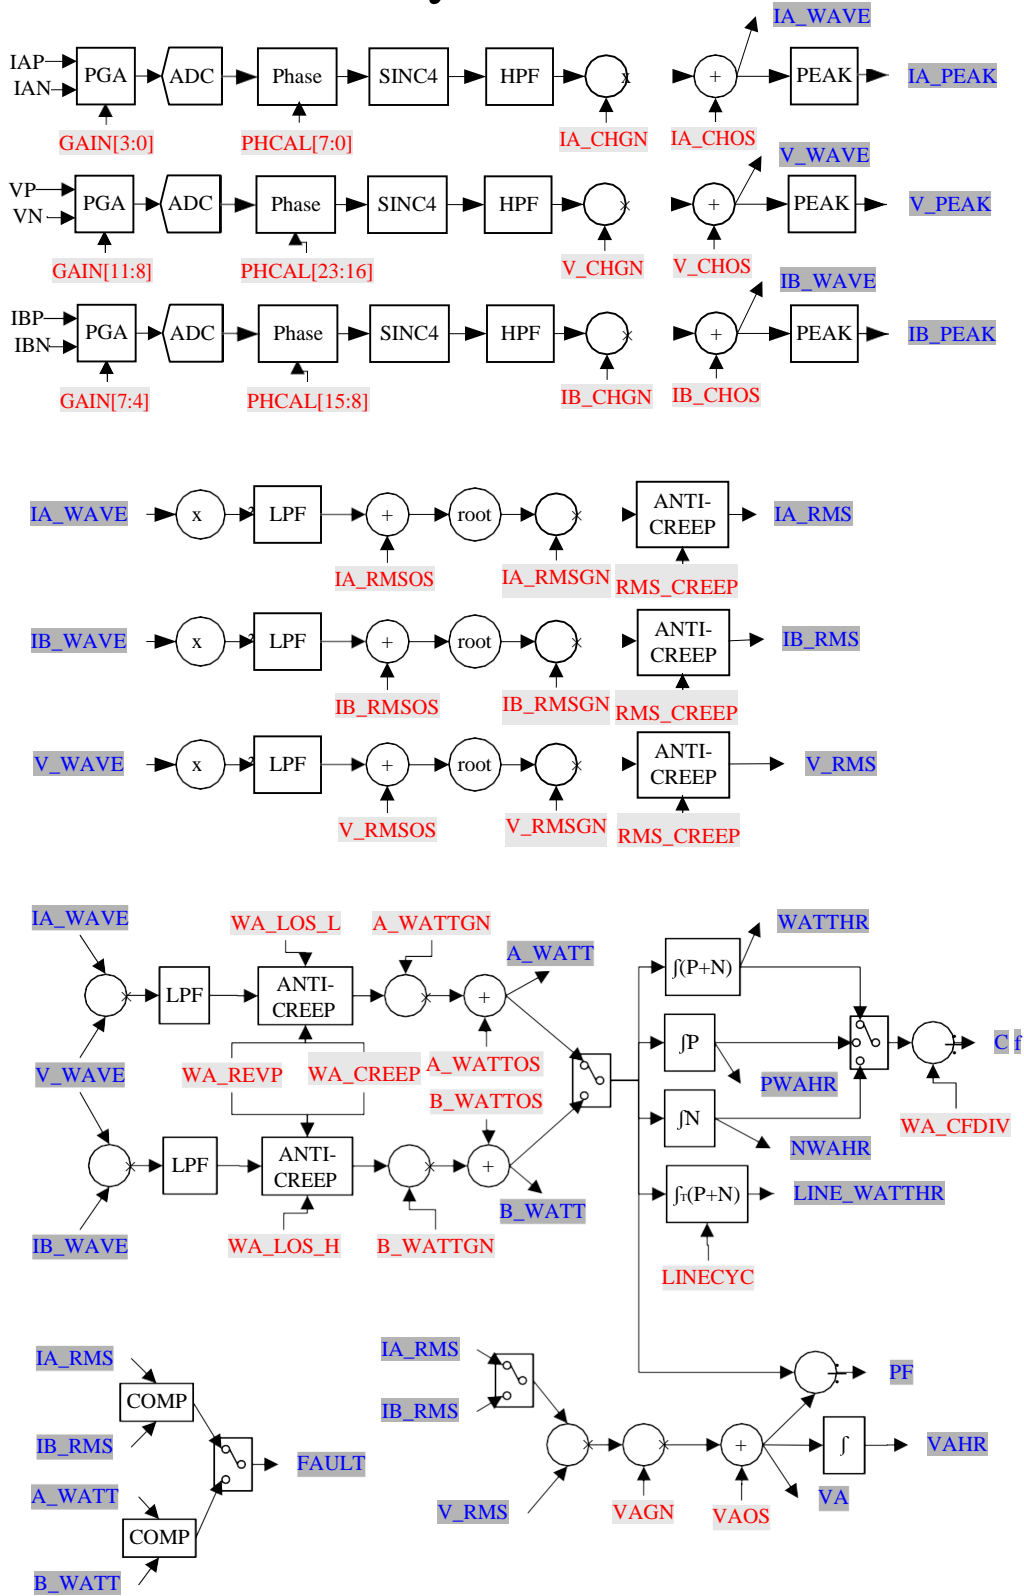 IA_WAVE
IAP
IAN
PGA
ADC
Phase
SINC4
HPF
x
+
PEAK
IA_PEAK
GAIN[3:0]
PHCAL[7:0]
IA_CHGN
IA_CHOS
V_WAVE
VP
VN
PGA
ADC
Phase
SINC4
HPF
x
+
PEAK
V_PEAK
GAIN[11:8]
PHCAL[23:16]
V_CHGN
V_CHOS
IB_WAVE
IBP
IBN
PGA
ADC
Phase
SINC4
HPF
x
+
PEAK
IB_PEAK
GAIN[7:4]
PHCAL[15:8]
IB_CHGN
IB_CHOS
IA_WAVE
x
2
LPF
+
root
x
ANTI-
CREEP
IA_RMS
IA_RMSOS
IA_RMSGN
RMS_CREEP
IB_WAVE
x
2
LPF
+
root
x
ANTI-
CREEP
IB_RMS
IB_RMSOS
IB_RMSGN
RMS_CREEP
V_WAVE
x
2
LPF
+
root
x
ANTI-
CREEP
V_RMS
V_RMSOS
V_RMSGN
RMS_CREEP
IA_WAVE
WA_LOS_L
A_WATTGN
A_WATT
WATTHR
x
LPF
ANTI-
CREEP
x
+
∫(P+N)
V_WAVE
WA_REVP
WA_CREEP
A_WATTOS
B_WATTOS
∫P
PWAHR
C f
WA_CFDIV
∫N
NWAHR
x
LPF
ANTI-
CREEP
x
+
∫T(P+N)
LINE_WATTHR
IB_WAVE
WA_LOS_H
B_WATTGN
B_WATT
LINECYC
IA_RMS
COMP
IB_RMS
FAULT
A_WATT
COMP
B_WATT
IA_RMS
IB_RMS
PF
x
x
+
∫
VAHR
V_RMS
VAGN
VAOS
VA